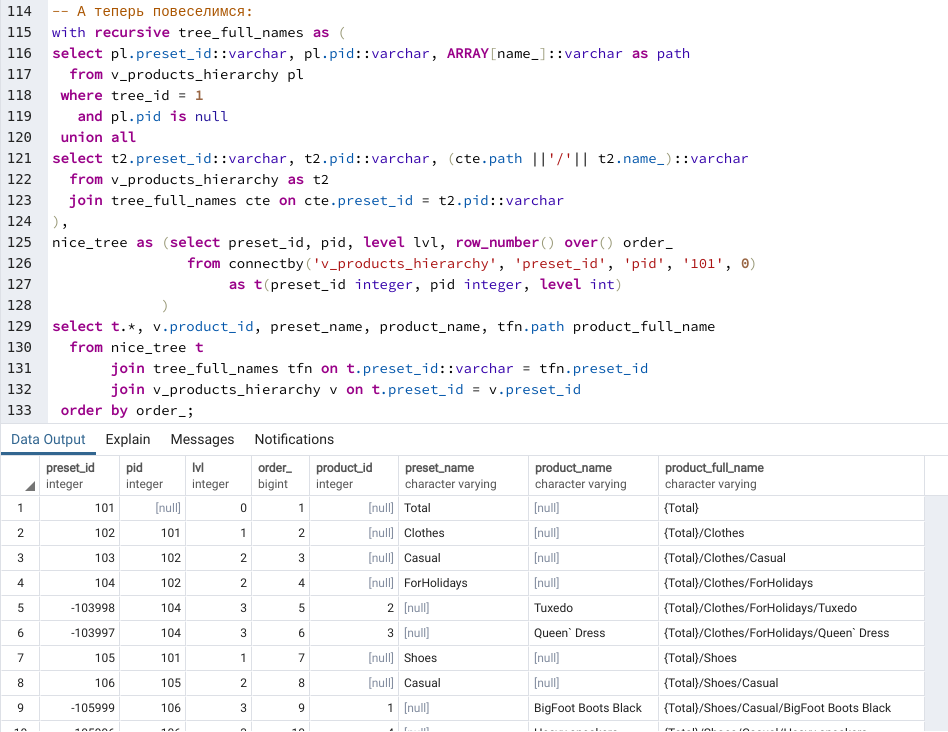 114 -- А теперь повеселимся:
115 with recursive tree_full_names as (
116 select pl.preset_id::varchar, pl.pid::varchar, ARRAY[name_]::varchar as path
117 from v_products_hierarchy pl
118 where tree_id = 1
119 and pl.pid is null
120 union all
121 select t2.preset_id::varchar, t2.pid::varchar, (cte.path ||'/'|| t2.name_)::varchar
122 from v_products_hierarchy as t2
123 join tree_full_names cte on cte.preset_id = t2.pid::varchar
124 ),
125 nice_tree as (select preset_id, pid, level lvl, row_number() over() order_
126 from connectby('v_products_hierarchy', 'preset_id', 'pid', '101', 0)
127 as t(preset_id integer, pid integer, level int)
128 )
129 select t.*, v.product_id, preset_name, product_name, tfn.path product_full_name
130 from nice_tree t
131 join tree_full_names tfn on t.preset_id::varchar = tfn.preset_id
132 join v_products_hierarchy v on t.preset_id = v.preset_id
133 order by order_;
Data Output Explain Messages Notifications
preset_id pid lvl order_ product_id preset_name product_name product_full_name
integer integer integer bigint integer character varying character varying character varying
1 101 [null] 0 1 [null] Total [null] {Total}
2 102 101 1 2 [null] Clothes [null] {Total}/Clothes
3 103 102 2 3 [null] Casual [null] {Total}/Clothes/Casual
4 104 102 2 4 [null] ForHolidays [null] {Total}/Clothes/ForHolidays
5 -103998 104 3 5 2 [null] Tuxedo {Total}/Clothes/ForHolidays/Tuxedo
6 -103997 104 3 6 3 [null] Queen` Dress {Total}/Clothes/ForHolidays/Queen` Dress
7 105 101 1 7 [null] Shoes [null] {Total}/Shoes
8 106 105 2 8 [null] Casual [null] {Total}/Shoes/Casual
9 -105999 106 3 9 1 [null] BigFoot Boots Black {Total}/Shoes/Casual/BigFoot Boots Black